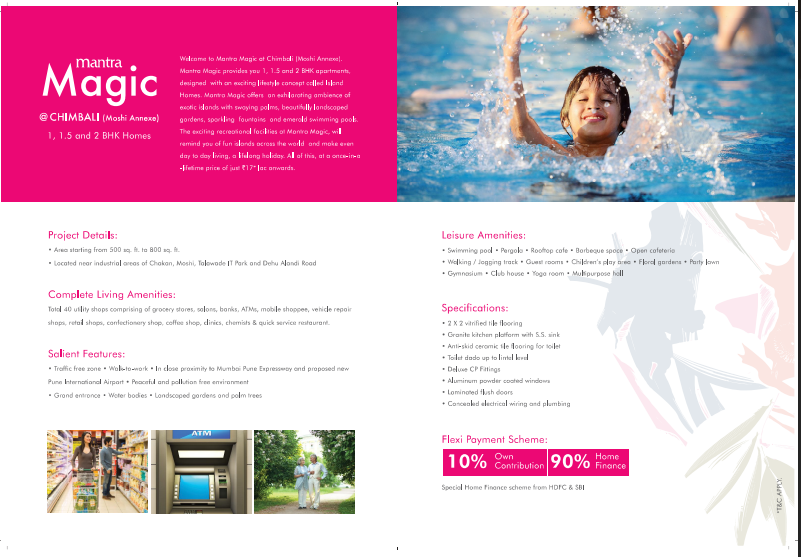 mantra
Magic
@ CHIMBALI (Moshi Annexe)
1, 1.5 and 2 BHK Homes
Welcome to Mantra Magic at Chimbali (Moshi Annexe).
Mantra Magic provides you 1, 1.5 and 2 BHK apartments,
designed with an exciting lifestyle concept called Island
Homes. Mantra Magic offers an exhilarating ambience of
exotic islands with swaying palms, beautifully landscaped
gardens, sparkling fountains and emerald swimming pools.
The exciting recreational facilities at Mantra Magic, will
remind you of fun islands across the world and make even
day to day living, a lifelong holiday. All of this, at a once-in-a
-lifetime price of just ₹17* lac onwards.
Project Details:
• Area starting from 500 sq. ft. to 800 sq. ft.
• Located near industrial areas of Chakan, Moshi, Talawade IT Park and Dehu Alandi Road
Complete Living Amenities:
Total 40 utility shops comprising of grocery stores, salons, banks, ATMs, mobile shoppee, vehicle repair
shops, retail shops, confectionery shop, coffee shop, clinics, chemists & quick service restaurant.
Salient Features:
• Traffic free zone • Walk-to-work • In close proximity to Mumbai Pune Expressway and proposed new
Pune International Airport • Peaceful and pollution free environment
• Grand entrance • Water bodies • Landscaped gardens and palm trees
ATM
Leisure Amenities:
• Swimming pool • Pergola • Rooftop cafe • Barbeque space • Open cafeteria
• Walking / Jogging track • Guest rooms • Children's play area • Floral gardens • Party lawn
• Gymnasium • Club house • Yoga room • Multipurpose hall
Specifications:
• 2 X 2 vitrified tile flooring
• Granite kitchen platform with S.S. sink
• Anti-skid ceramic tile flooring for toilet
• Toilet dado up to lintel level
• Deluxe CP Fittings
• Aluminum powder coated windows
• Laminated flush doors
• Concealed electrical wiring and plumbing
Flexi Payment Scheme:
10% Own Contribution 90% Home Finance
Special Home Finance scheme from HDFC & SBI
*T&C APPLY.